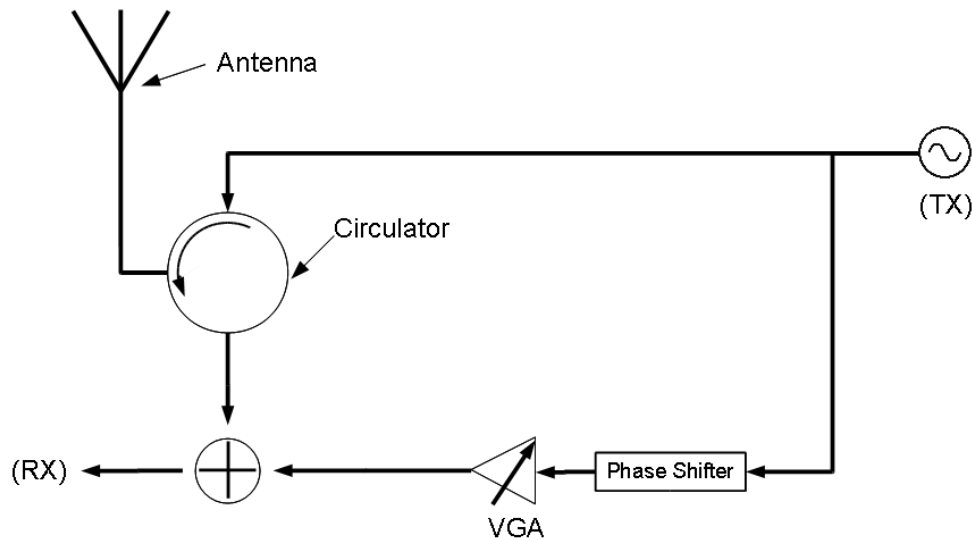 Antenna
(TX)
Circulator
(RX)
Phase Shifter
VGA